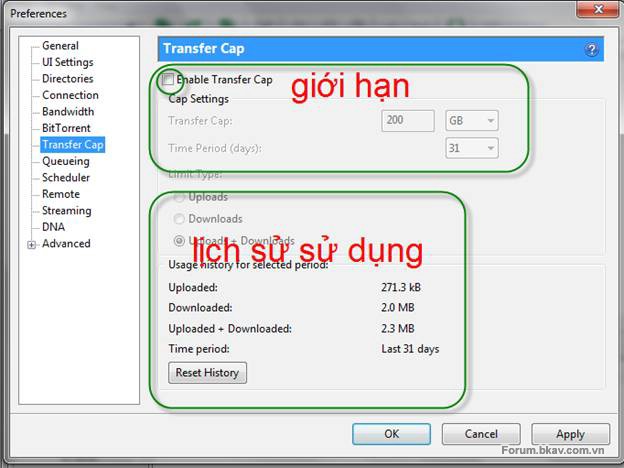 Preferences
General
UI Settings
Directories
Connection
Bandwidth
BitTorrent
Transfer Cap
Queueing
Scheduler
Remote
Streaming
DNA
Advanced
Transfer Cap
?
Enable Transfer Cap
giới hạn
Cap Settings
Transfer Cap: 200 GB
Time Period (days): 31
Limit Type:
Uploads
Downloads
Uploads + Downloads
lịch sử sử dụng
Usage history for selected period:
Uploaded: 271.3 kB
Downloaded: 2.0 MB
Uploaded + Downloaded: 2.3 MB
Time period: Last 31 days
Reset History
OK Cancel Apply
Forum.bkav.com.vn